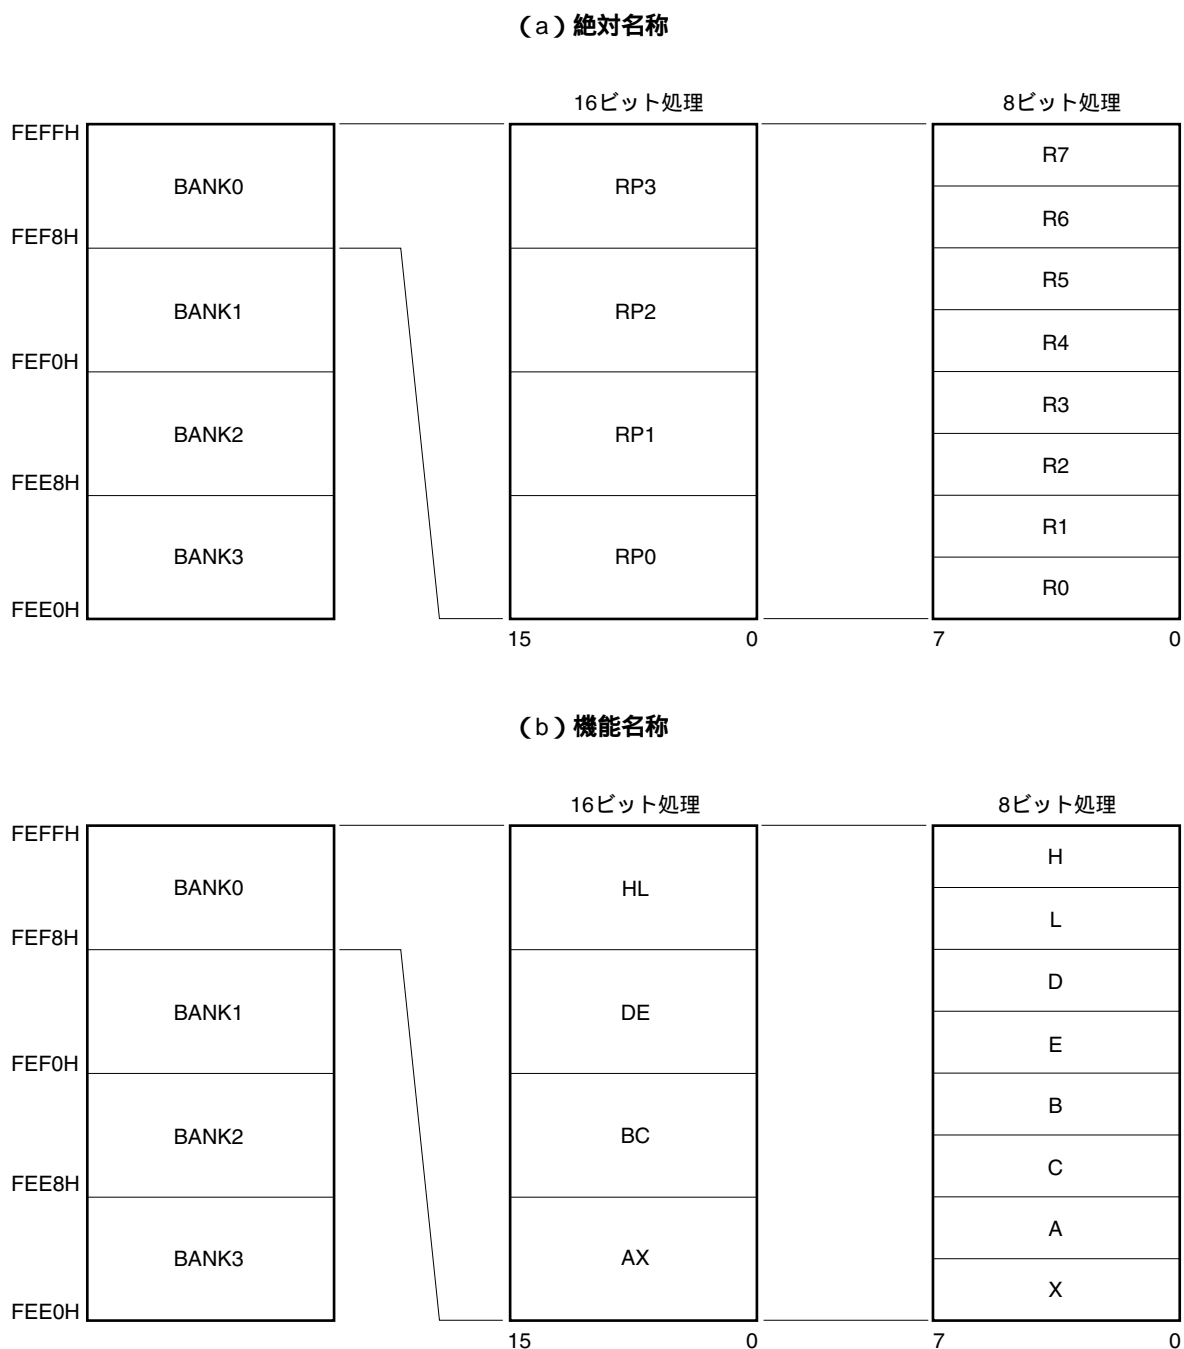 （a）絶対名称
16ビット処理
8ビット処理
FEFFH
BANK0
RP3
R7
R6
FEF8H
BANK1
RP2
R5
R4
FEF0H
BANK2
RP1
R3
R2
FEE8H
BANK3
RP0
R1
R0
FEE0H
15 0
7 0
（b）機能名称
16ビット処理
8ビット処理
FEFFH
BANK0
HL
H
L
FEF8H
BANK1
DE
D
E
FEF0H
BANK2
BC
B
C
FEE8H
BANK3
AX
A
X
FEE0H
15 0
7 0